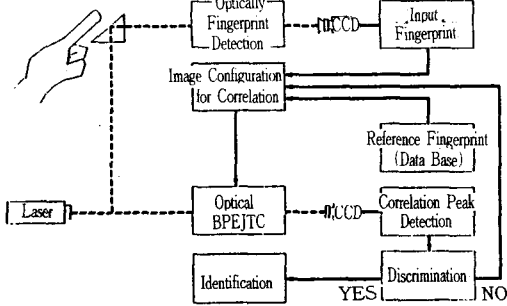 Optically
Fingerprint
Detection
CCD
Input
Fingerprint
Image Configuration
for Correlation
Reference Fingerprint
(Data Base)
Laser
Optical
BPEJTC
CCD
Correlation Peak
Detection
Identification
YES
Discrimination
NO